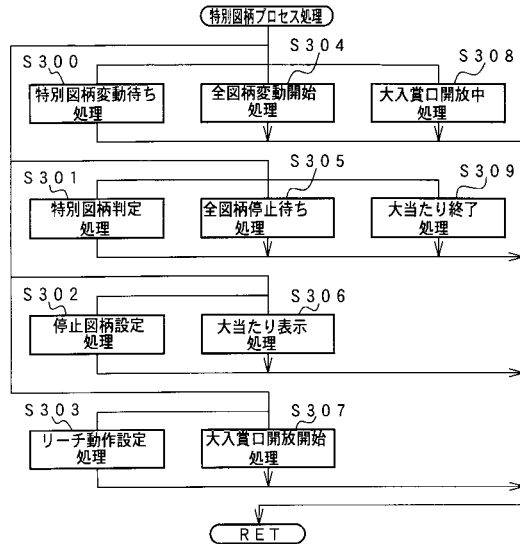 特別図柄プロセス処理
S300
特別図柄変動待ち
処理
S304
全図柄変動開始
処理
S308
大入賞口開放中
処理
S301
特別図柄判定
処理
S305
全図柄停止待ち
処理
S309
大当たり終了
処理
S302
停止図柄設定
処理
S306
大当たり表示
処理
S303
リーチ動作設定
処理
S307
大入賞口開放開始
処理
RET